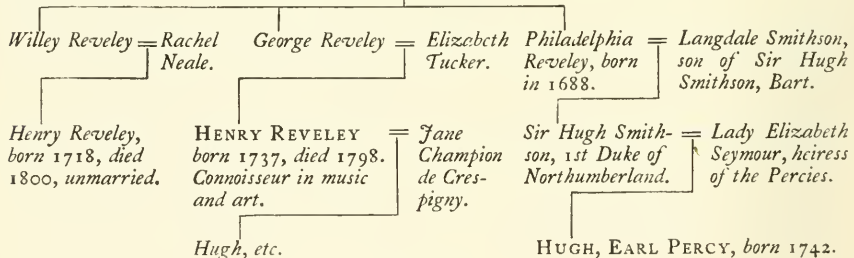 Willey Reveley = Rachel Neale.
George Reveley = Elizabeth Tucker.
Philadelphia Reveley, born in 1688. = Langdale Smithson, son of Sir Hugh Smithson, Bart.
Henry Reveley,
born 1718, died
1800, unmarried.
HENRY REVELEY
born 1737, died 1798.
Connoisseur in music
and art.
= Jane
Champion
de Cres-
pigny.
Sir Hugh Smith-
son, 1st Duke of
Northumberland.
= Lady Elizabeth
Seymour, heiress
of the Percies.
Hugh, etc.
HUGH, EARL PERCY, born 1742.